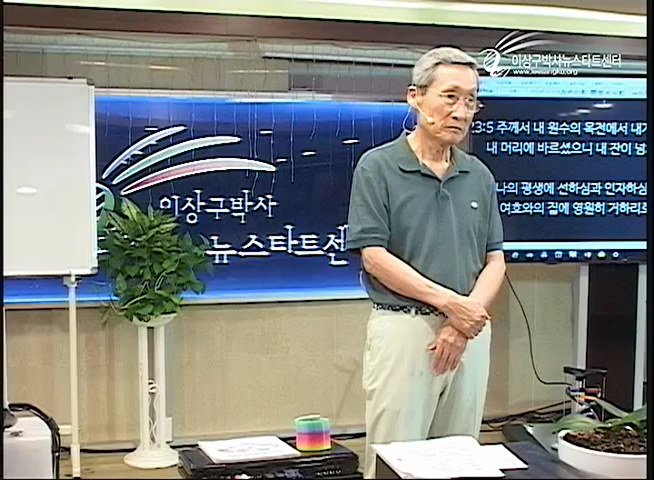 이상구박사뉴스타트센터
www.leesangku.org
이상구박사
뉴스타트센
3:5 주께서 내 원수의 목전에서 내가
내 머리에 바르셨으니 내 잔이 넘
나의 평생에 선하심과 인자하심
여호와의 집에 영원히 거하리로